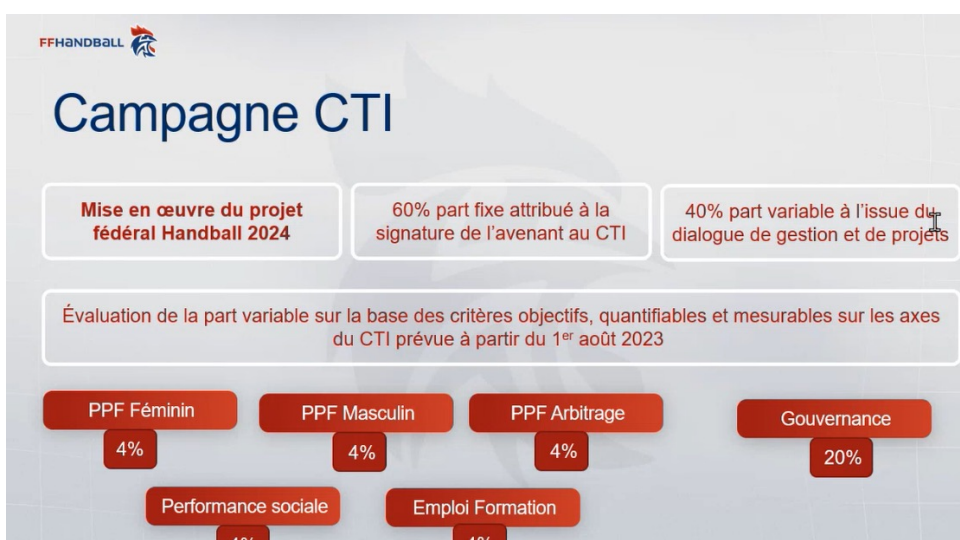 FFHANDBALL
Campagne CTI
Mise en œuvre du projet
fédéral Handball 2024
60% part fixe attribué à la
signature de l'avenant au CTI
40% part variable à l'issue du
dialogue de gestion et de projets
Évaluation de la part variable sur la base des critères objectifs, quantifiables et mesurables sur les axes
du CTI prévue à partir du 1er août 2023
PPF Féminin
4%
PPF Masculin
4%
PPF Arbitrage
4%
Gouvernance
20%
Performance sociale
Emploi Formation